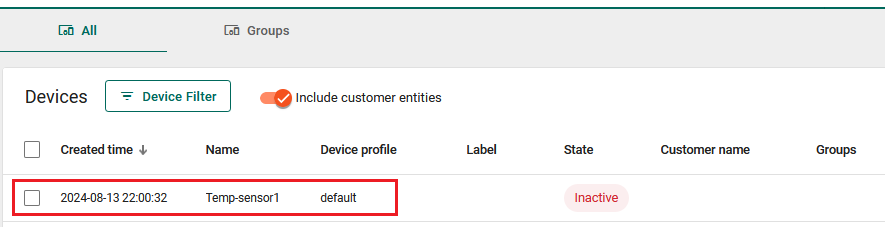 All Groups
Devices Device Filter Include customer entities
Created time Name Device profile Label State Customer name Groups
2024-08-13 22:00:32 Temp-sensor1 default Inactive